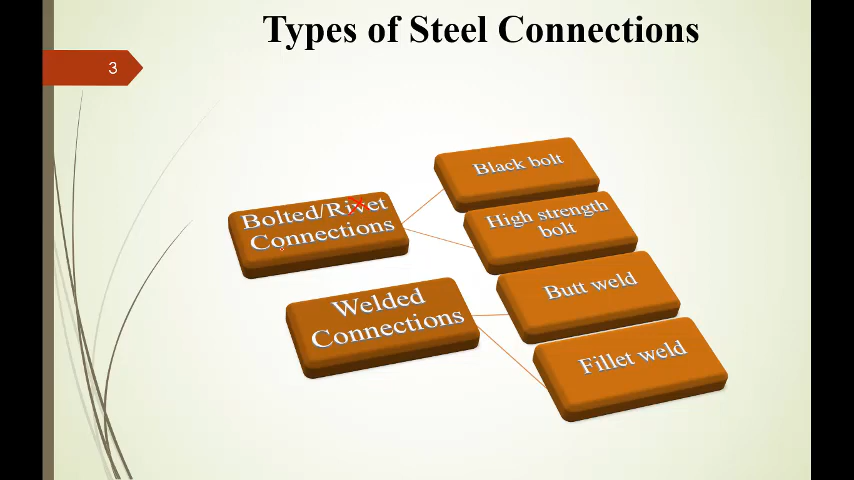 Types of Steel Connections
3
Bolted/Rivet
Connections
Black bolt
High strength
bolt
Welded
Connections
Butt weld
Fillet weld